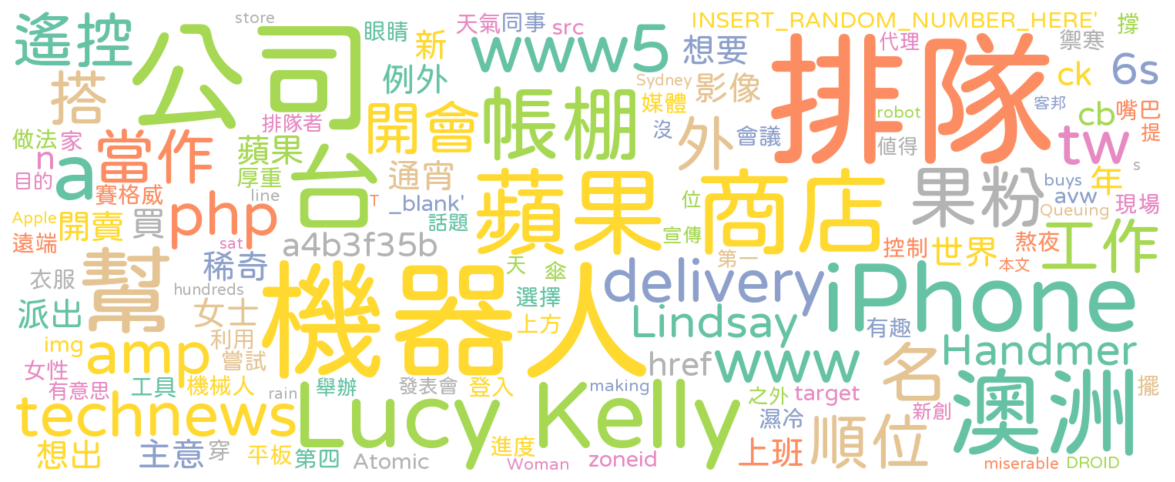 store
天氣
同事
src
INSERT_RANDOM_NUMBER_HERE'
撐
遙控
公司
眼睛
新
www5
想要
代理
排隊
禦寒
搭
例外
Sydney
影像
ck
6s
媒體
客邦
做法
家
排隊者
開會
帳棚
沒
會議
robot
cb
嘴巴
提
當作
蘋果
外
值得
tw
n
a
目的
賽格威
厚重
台
通宵
蘋果
商店
果粉
buys
s
年
avw
line
T
_blank'
位
Queuing
現場
Apple
開賣
買
php
話題
宣傳
遠端
sat
a4b3f35b
控制
世界
熬夜
工作
第一
本文
衣服
幫
稀奇
機器人
天
傘
delivery
iPhone
hundreds
選擇
派出
女士
上方
Lindsay
有趣
img
amp
利用
嘗試
href
www
名
Handmer
女性
有意思
工具
機械人
舉辦
發表會
登入
making
之外
target
擺
rain
technews
Lucy Kelly
濕冷
新創
澳洲
想出
主意
穿
平板
第四
Atomic
進度
Woman
zoneid
上班
順位
miserable
DROID